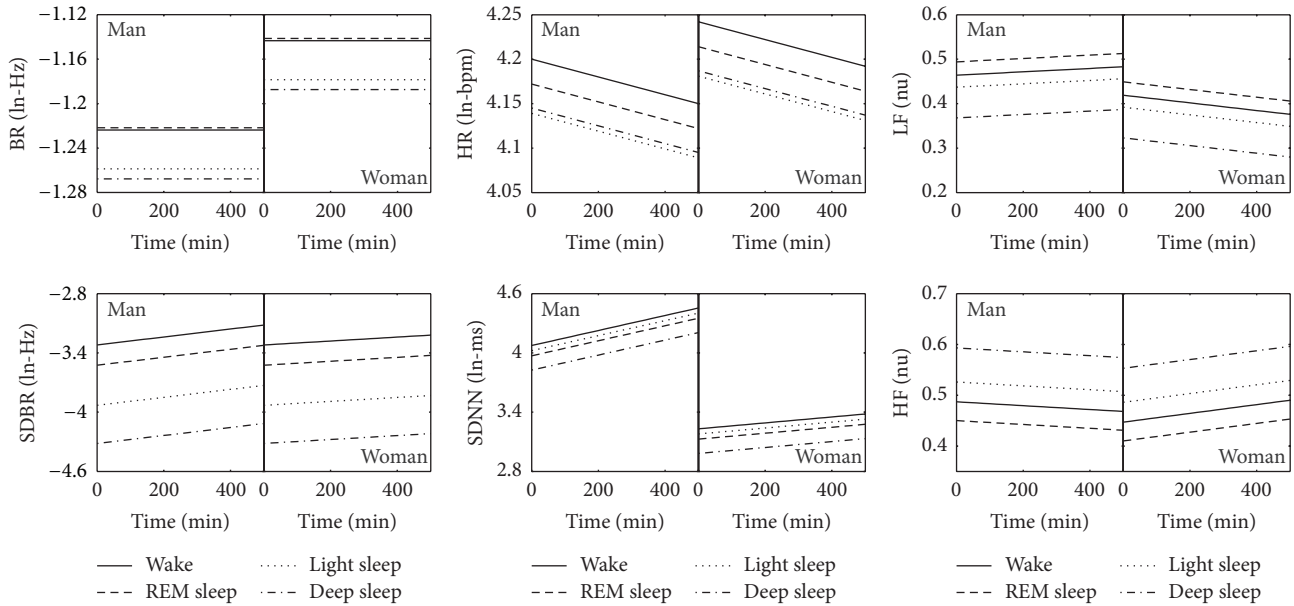 BR (ln-Hz)
−1.12
−1.16
−1.2
−1.24
−1.28
Man
Woman
0 200 400 0 200 400
Time (min) Time (min)
HR (ln-bpm)
4.25
4.2
4.15
4.1
4.05
Man
Woman
0 200 400 0 200 400
Time (min) Time (min)
LF (nu)
0.6
0.5
0.4
0.3
0.2
Man
Woman
0 200 400 0 200 400
Time (min) Time (min)
SDBR (ln-Hz)
−2.8
−3.4
−4
−4.6
Man
Woman
0 200 400 0 200 400
Time (min) Time (min)
SDNN (ln-ms)
4.6
4
3.4
2.8
Man
Woman
0 200 400 0 200 400
Time (min) Time (min)
HF (nu)
0.7
0.6
0.5
0.4
Man
Woman
0 200 400 0 200 400
Time (min) Time (min)
Wake Light sleep
REM sleep Deep sleep
Wake Light sleep
REM sleep Deep sleep
Wake Light sleep
REM sleep Deep sleep